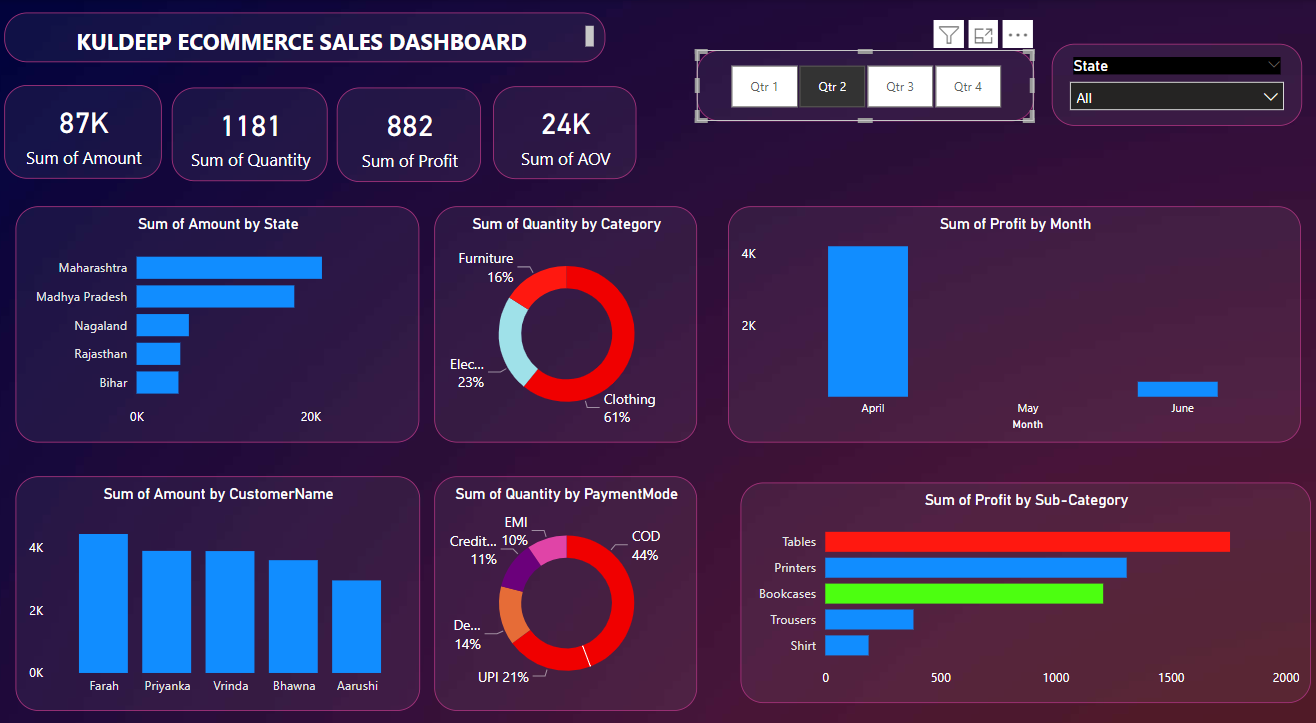 KULDEEP ECOMMERCE SALES DASHBOARD
Qtr 1
Qtr 2
Qtr 3
Qtr 4
State
All
87K
Sum of Amount
1181
Sum of Quantity
882
Sum of Profit
24K
Sum of AOV
Sum of Amount by State
Maharashtra
Madhya Pradesh
Nagaland
Rajasthan
Bihar
0K
20K
Sum of Quantity by Category
Furniture
16%
Elec...
23%
Clothing
61%
Sum of Profit by Month
4K
2K
April
May
June
Month
Sum of Amount by CustomerName
4K
2K
0K
Farah
Priyanka
Vrinda
Bhawna
Aarushi
Sum of Quantity by PaymentMode
EMI
10%
Credit...
11%
COD
44%
De...
14%
UPI 21%
Sum of Profit by Sub-Category
Tables
Printers
Bookcases
Trousers
Shirt
0
500
1000
1500
2000